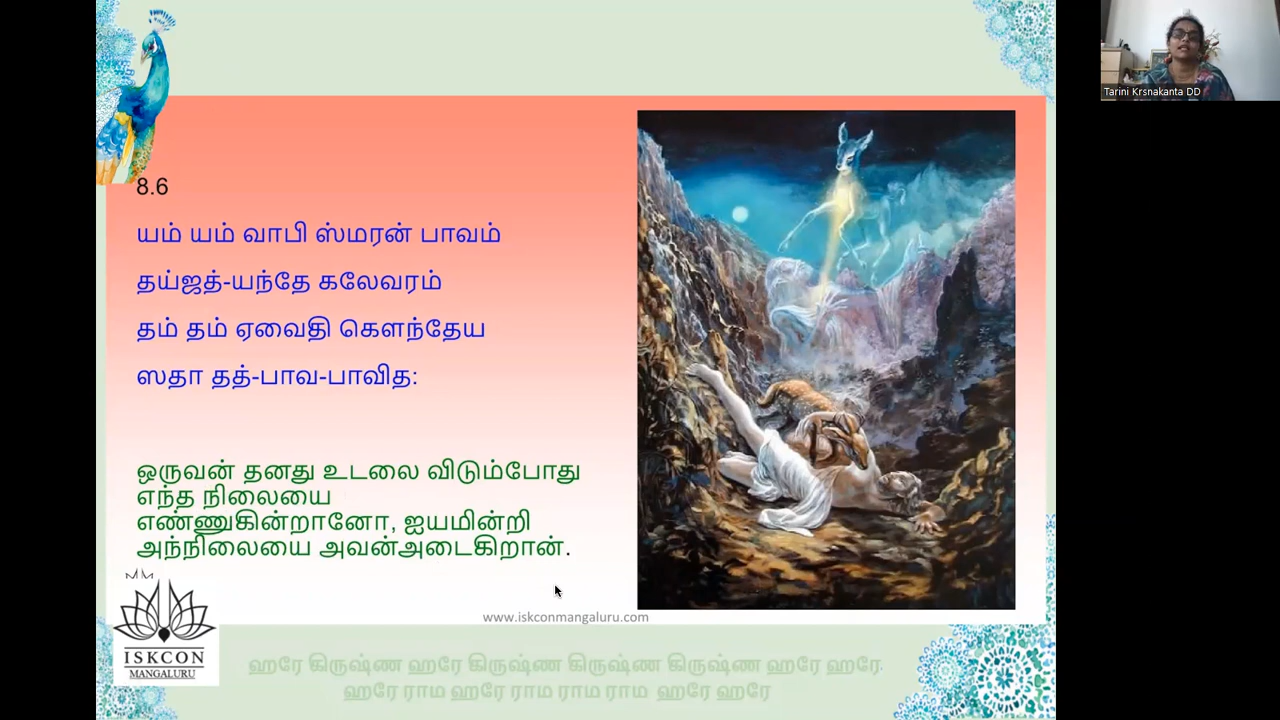 Tarini Krsnakanta DD
8.6
யம் யம் வாபி ஸ்மரன் பாவம்
தய்ஜத்-யந்தே கலேவரம்
தம் தம் ஏவைதி கௌந்தேய
ஸதா தத்-பாவ-பாவித:
ஒருவன் தனது உடலை விடும்போது
எந்த நிலையை
எண்ணுகின்றானோ, ஐயமின்றி
அந்நிலையை அவன்அடைகிறான்.
www.iskconmangaluru.com
ISKCON
MANGALURU
ஹரே கிருஷ்ண ஹரே கிருஷ்ண கிருஷ்ண கிருஷ்ண ஹரே ஹரே
ஹரே ராம ஹரே ராம ராம ராம ஹரே ஹரே